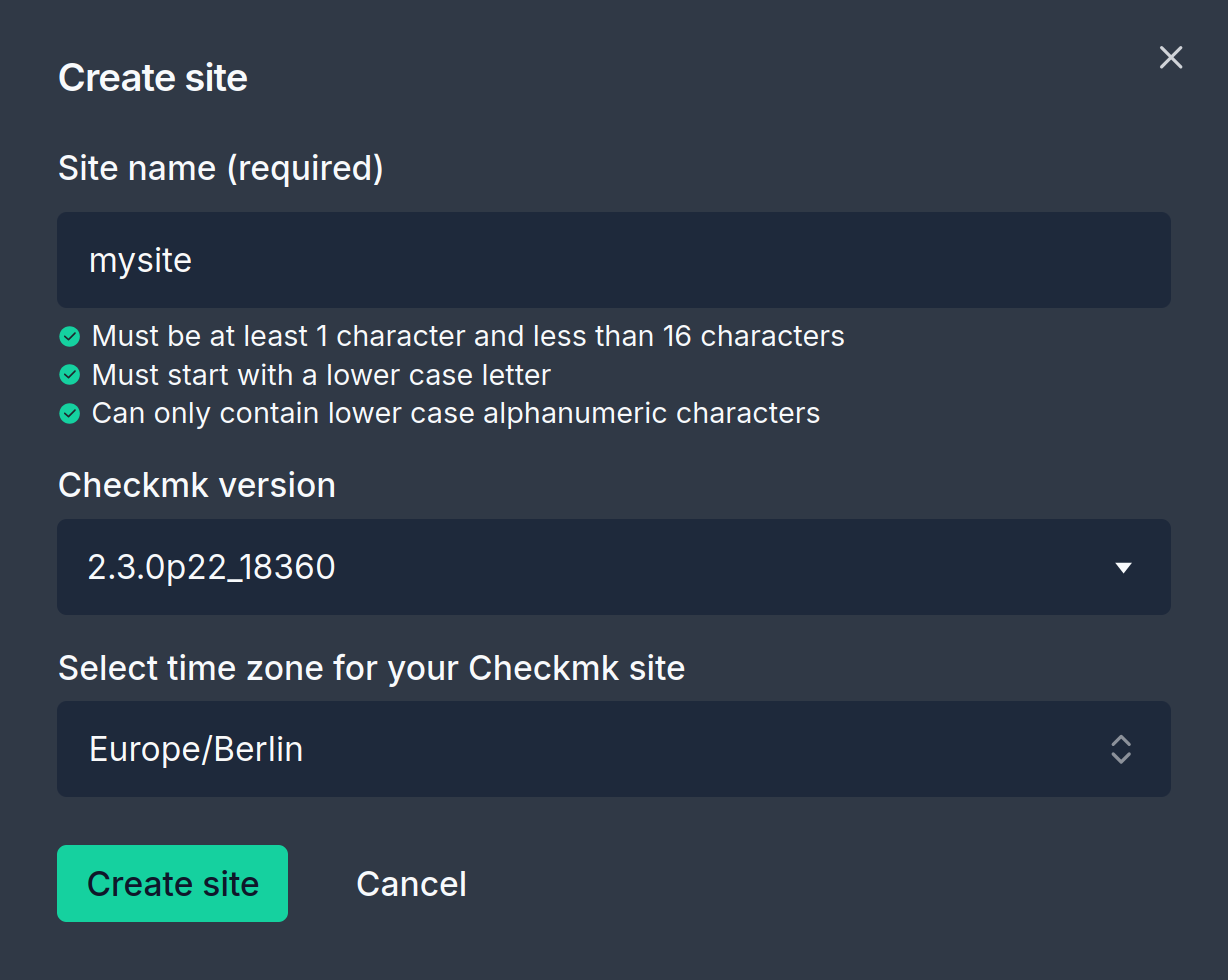 Create site
Site name (required)
mysite
Must be at least 1 character and less than 16 characters
Must start with a lower case letter
Can only contain lower case alphanumeric characters
Checkmk version
2.3.0p22_18360
Select time zone for your Checkmk site
Europe/Berlin
Create site
Cancel